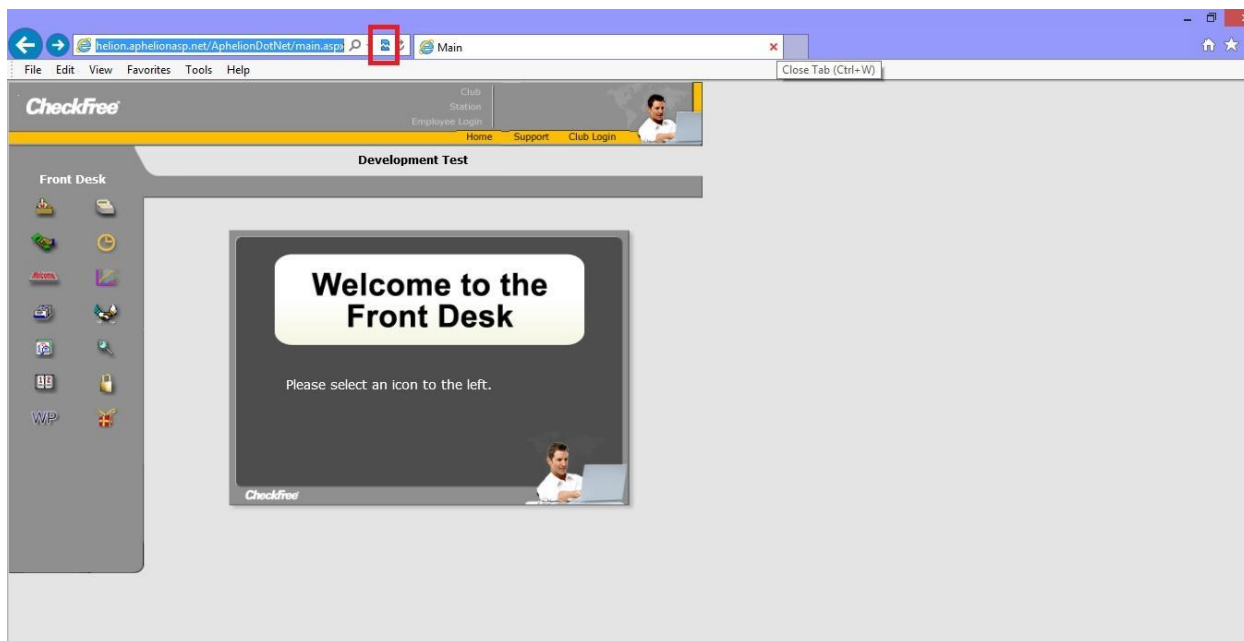 helion.aphelionasp.net/AphelionDotNet/main.aspx
Main
File Edit View Favorites Tools Help
Close Tab (Ctrl+W)
CheckFree
Club
Station
Employee Login
Home Support Club Login
Development Test
Front Desk
Welcome to the
Front Desk
Please select an icon to the left.
WP
CheckFree